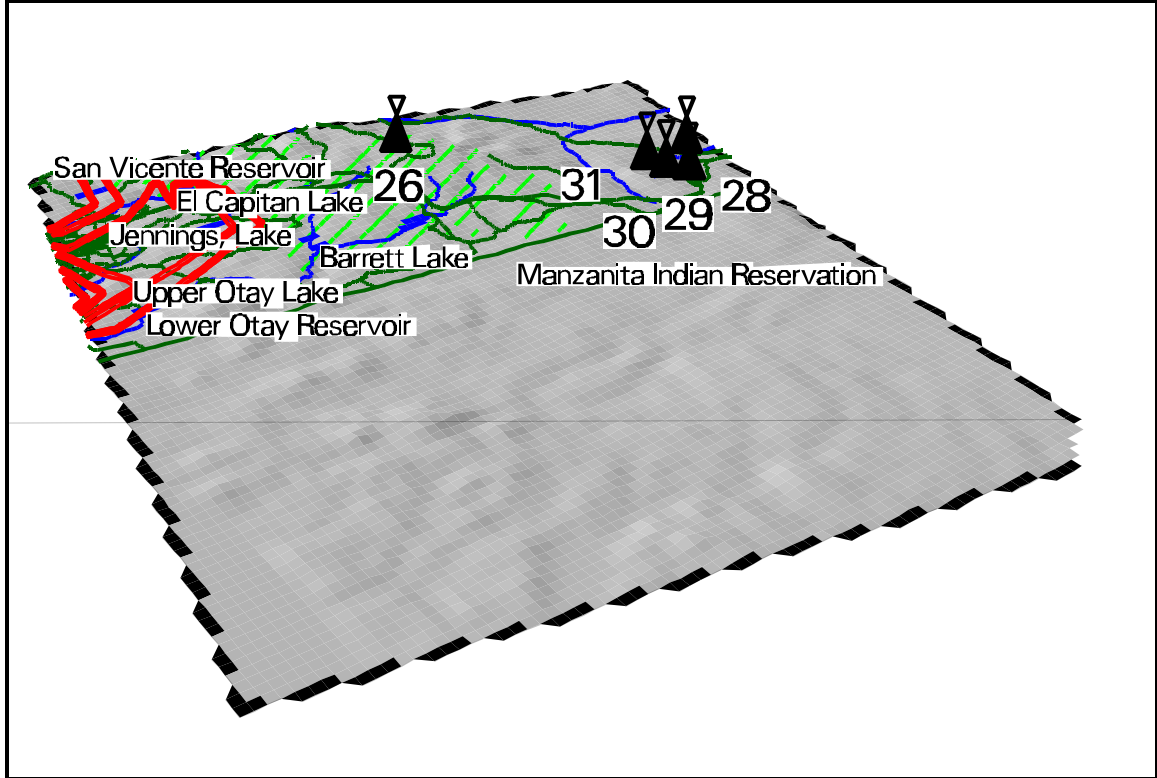 San Vicente Reservoir
26
31
El Capitan Lake
28
29
30
Jennings, Lake
Barrett Lake
Manzanita Indian Reservation
Upper Otay Lake
Lower Otay Reservoir